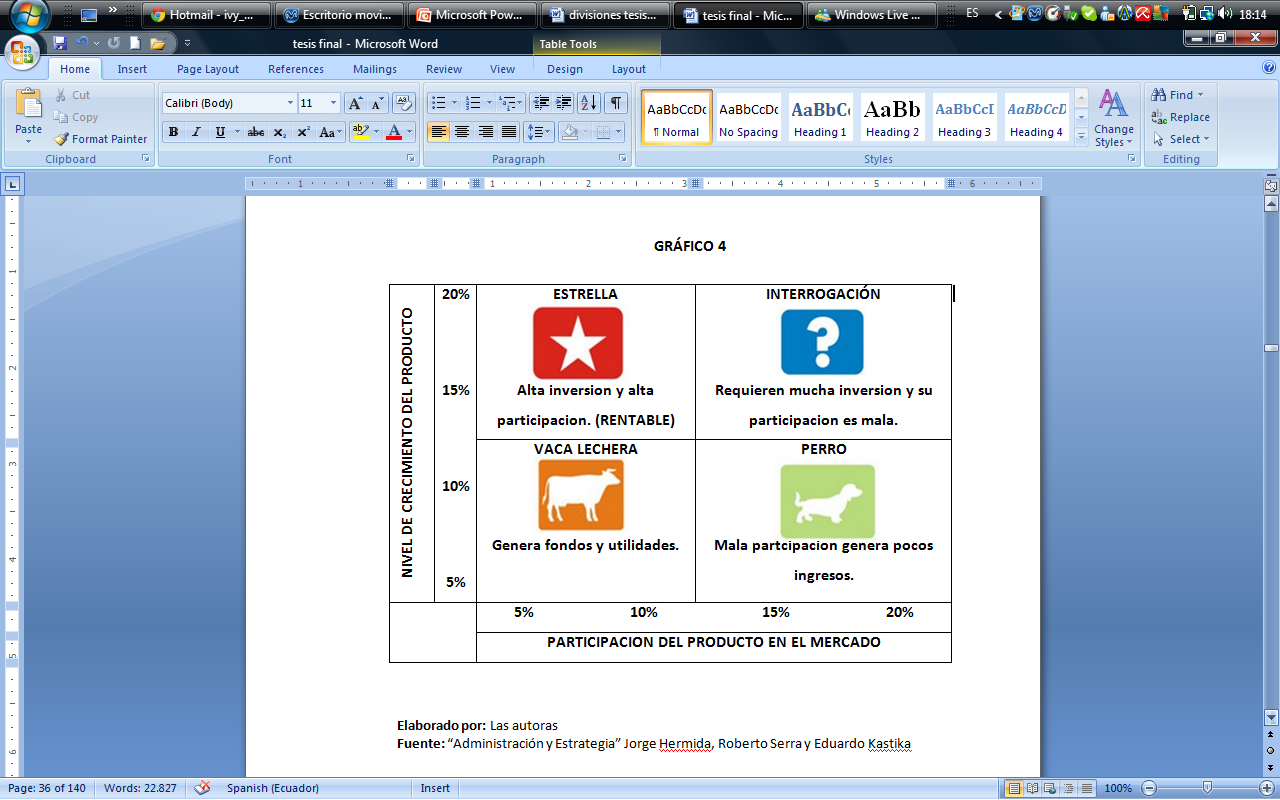 Hotmail - ivy_...
Escritorio movi...
Microsoft Pow...
divisiones tesis...
tesis final - Mic...
Windows Live ...
ES
18:14
tesis final - Microsoft Word
Table Tools
Home
Insert
Page Layout
References
Mailings
Review
View
Design
Layout
Paste
Cut
Copy
Format Painter
Clipboard
Calibri (Body)
11
Font
Paragraph
AaBbCcDc
AaBbCcDc
AaBbCc
AaBb
AaBbCcI
AaBbCcD
¶ Normal
No Spacing
Heading 1
Heading 2
Heading 3
Heading 4
Change Styles
Styles
Find
Replace
Select
Editing
GRÁFICO 4
NIVEL DE CRECIMIENTO DEL PRODUCTO
20%
15%
10%
5%
ESTRELLA
Alta inversion y alta
participacion. (RENTABLE)
INTERROGACIÓN
?
Requieren mucha inversion y su
participacion es mala.
VACA LECHERA
Genera fondos y utilidades.
PERRO
Mala partcipacion genera pocos
ingresos.
5% 10% 15% 20%
PARTICIPACION DEL PRODUCTO EN EL MERCADO
Elaborado por: Las autoras
Fuente: “Administración y Estrategia” Jorge Hermida, Roberto Serra y Eduardo Kastika
Page: 36 of 140
Words: 22.827
Spanish (Ecuador)
Insert
100%